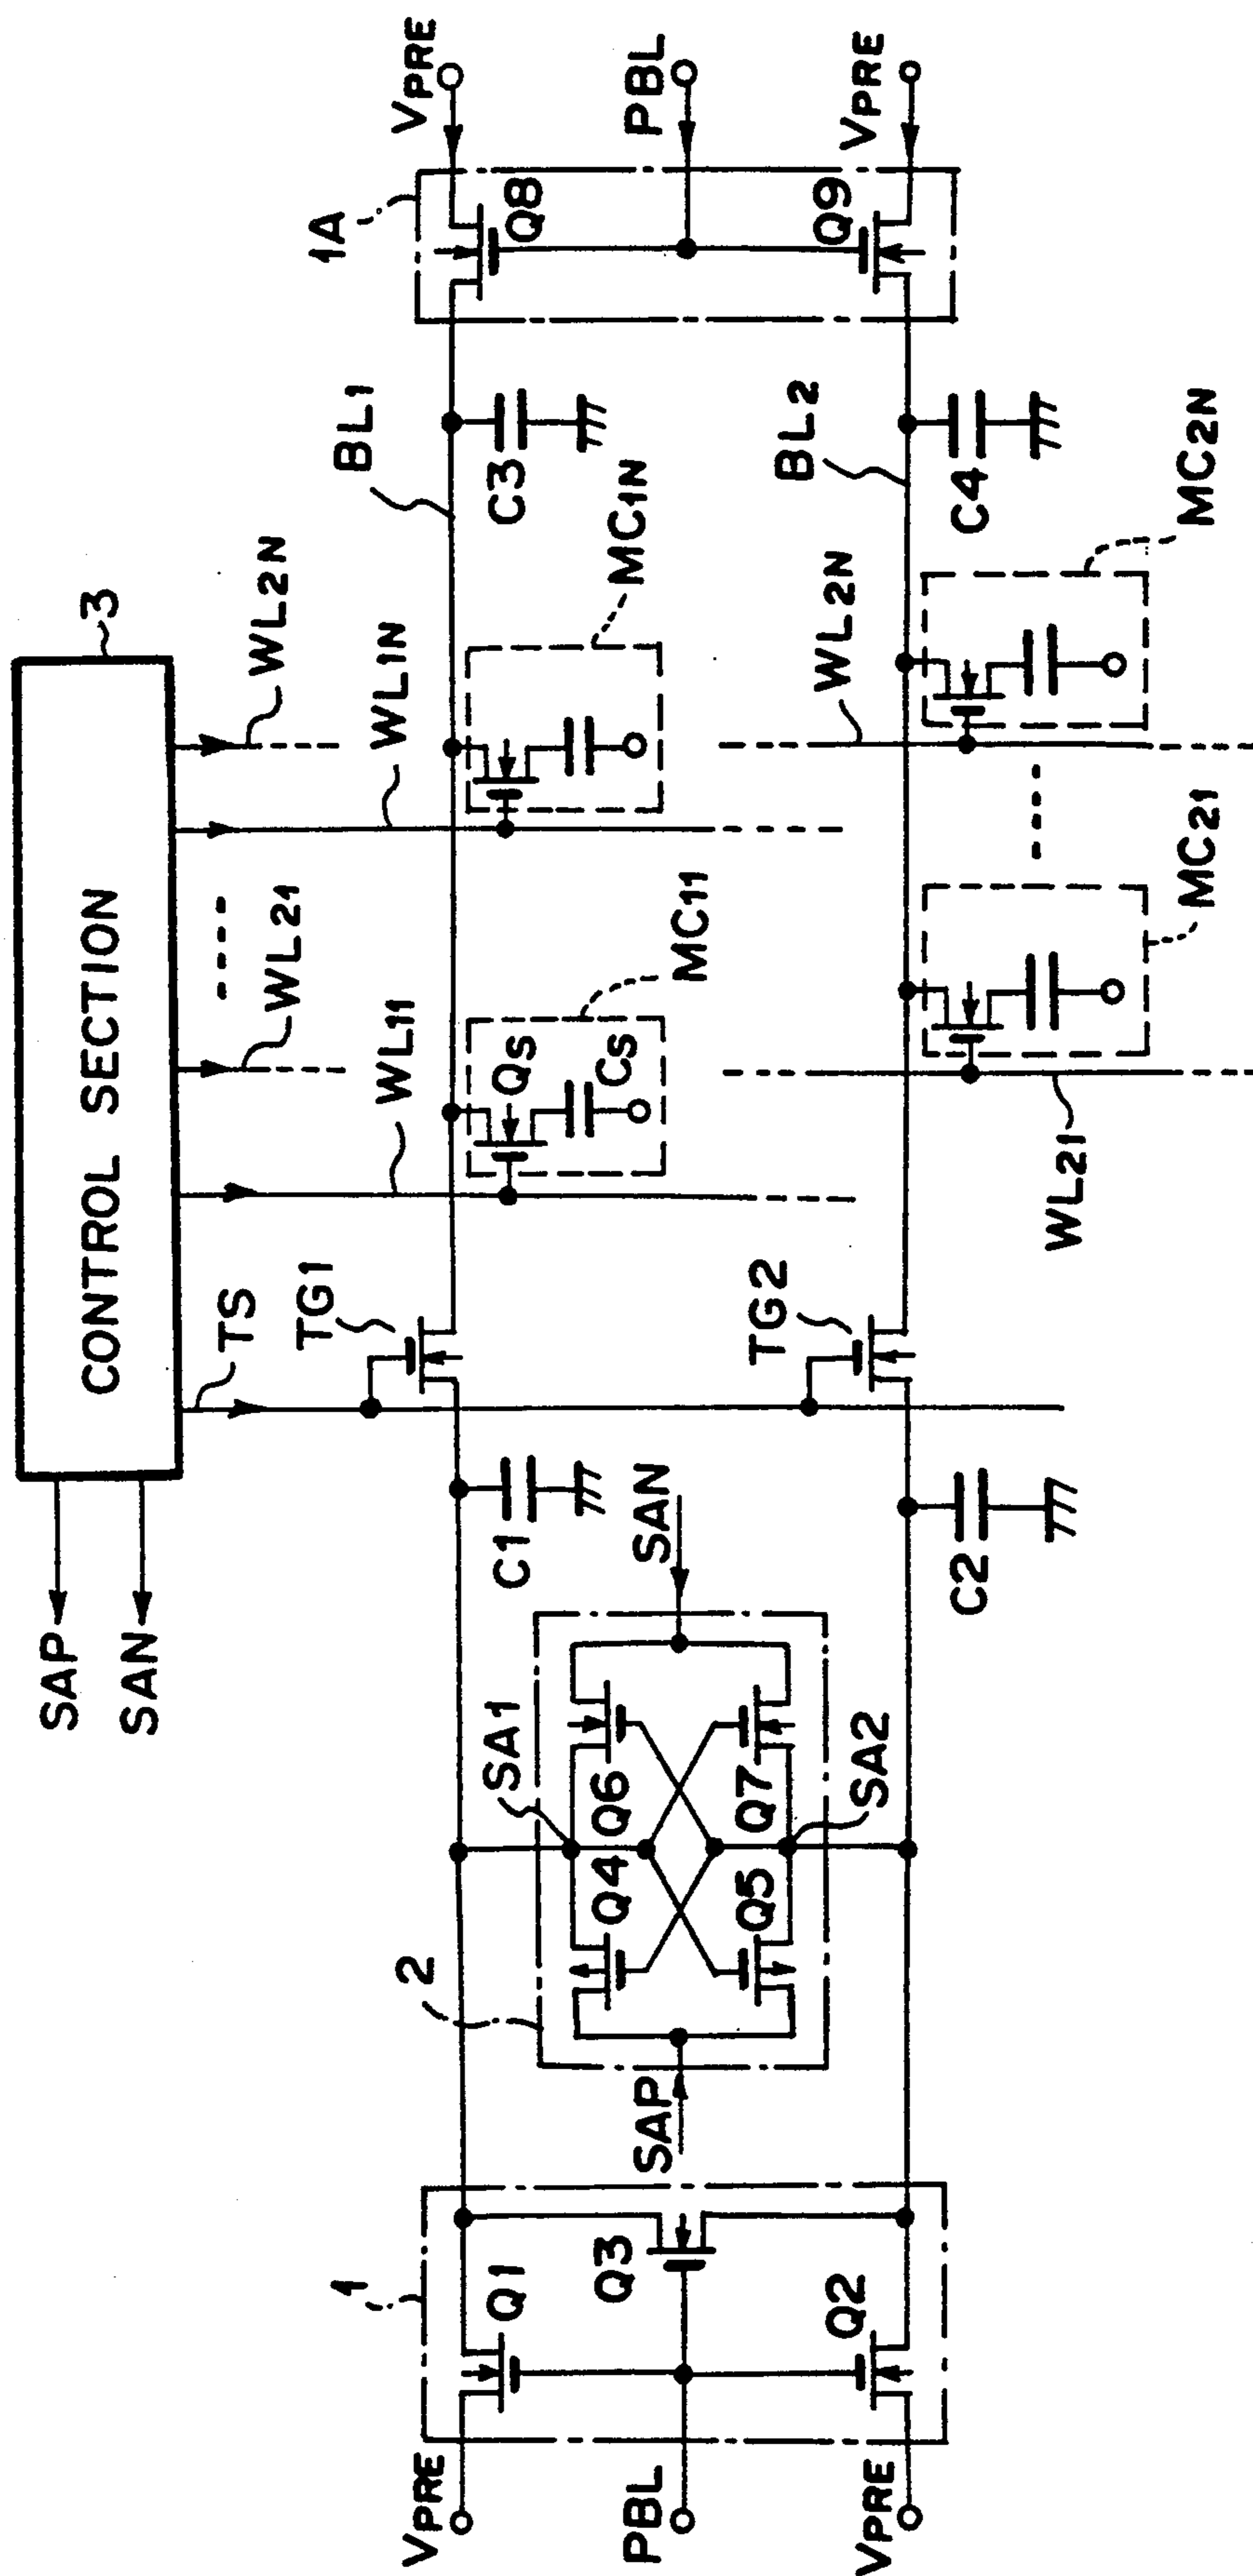 CONTROL SECTION
3
SAP
SAN
TS
WL11
WL21
WL1N
WL2N
VPRE
1
Q1
Q3
PBL
Q2
VPRE
2
SA1
Q4
Q6
SAP
SAN
Q5
Q7
SA2
C1
C2
TG1
TG2
BL1
MC11
QS
CS
MC1N
C3
WL21
WL2N
BL2
MC21
MC2N
C4
1A
VPRE
Q8
PBL
Q9
VPRE